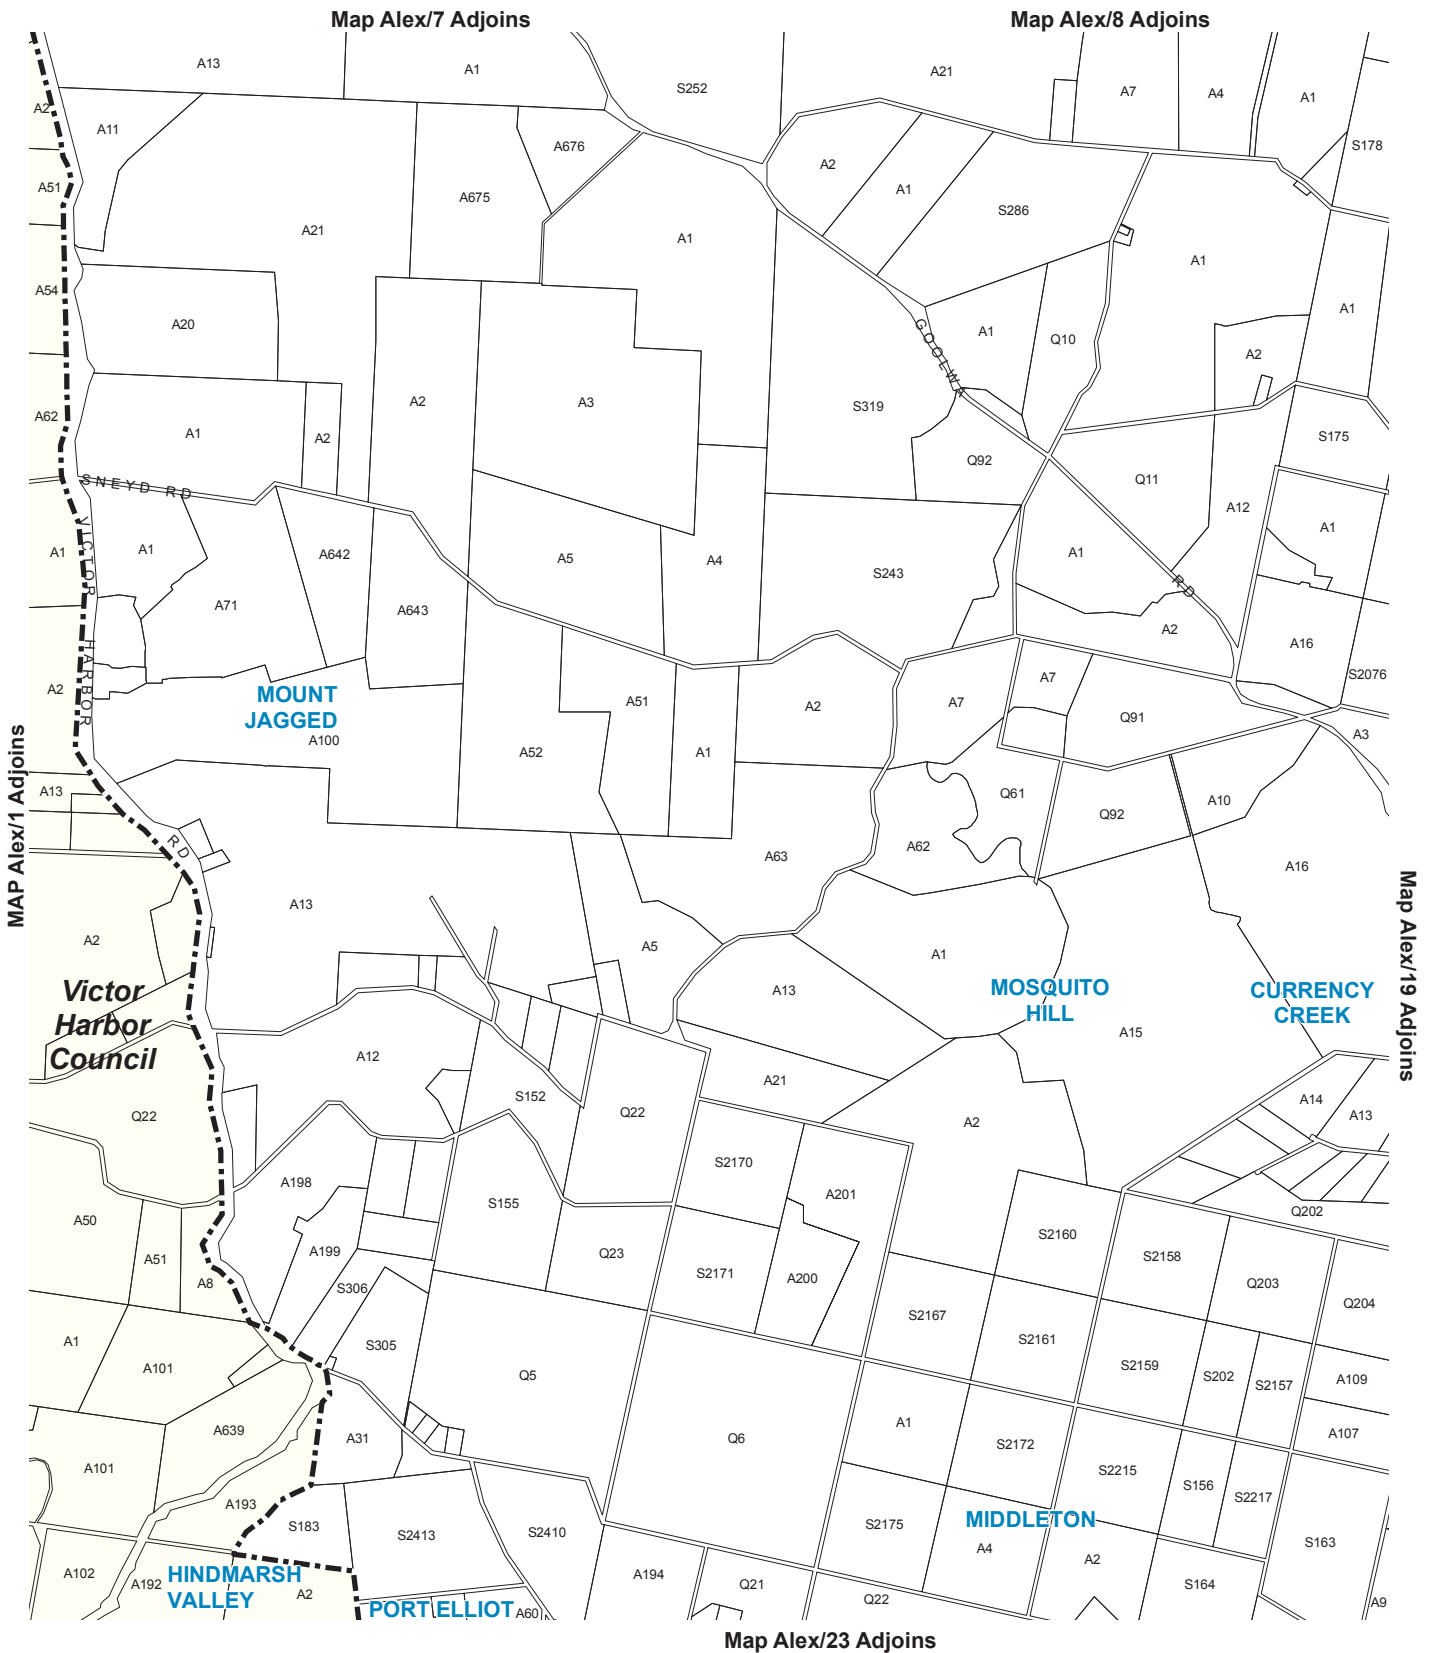 Map Alex/7 Adjoins
Map Alex/8 Adjoins
A13
A1
S252
A21
A7
A4
A1
A2
A11
A676
S178
A2
A1
A51
A675
S286
A21
A1
A1
A54
A20
A1
A1
GOOLWA
Q10
A2
A62
A1
A2
A2
A3
S319
S175
Q92
Q11
SNEYD RD
A12
A1
VICTOR
A1
A1
A642
A5
A4
A1
S243
RD
A71
A643
A2
A16
HARBOR
A2
S2076
MOUNT
JAGGED
A100
A51
A2
A7
A7
Q91
A3
A52
A1
MAP Alex/1 Adjoins
A13
Q61
Q92
A10
RD
A63
A62
A16
A13
Map Alex/19 Adjoins
A2
A5
A1
A13
MOSQUITO
HILL
CURRENCY
CREEK
Victor
Harbor
Council
A12
A15
A21
S152
Q22
Q22
A14
A13
A2
S2170
A201
A198
S155
A50
Q202
A199
S2160
A51
Q23
S2158
A8
S306
S2171
A200
Q203
Q204
S2167
A1
S305
S2161
A101
Q5
S2159
S202
S2157
A109
A639
A31
Q6
A1
S2172
A107
A101
S2215
S156
S2217
A193
S183
S2413
S2410
S2175
MIDDLETON
A4
S163
A102
A192
HINDMARSH
VALLEY
A2
A194
Q21
A2
S164
Q22
PORT ELLIOT
A60
A9
Map Alex/23 Adjoins